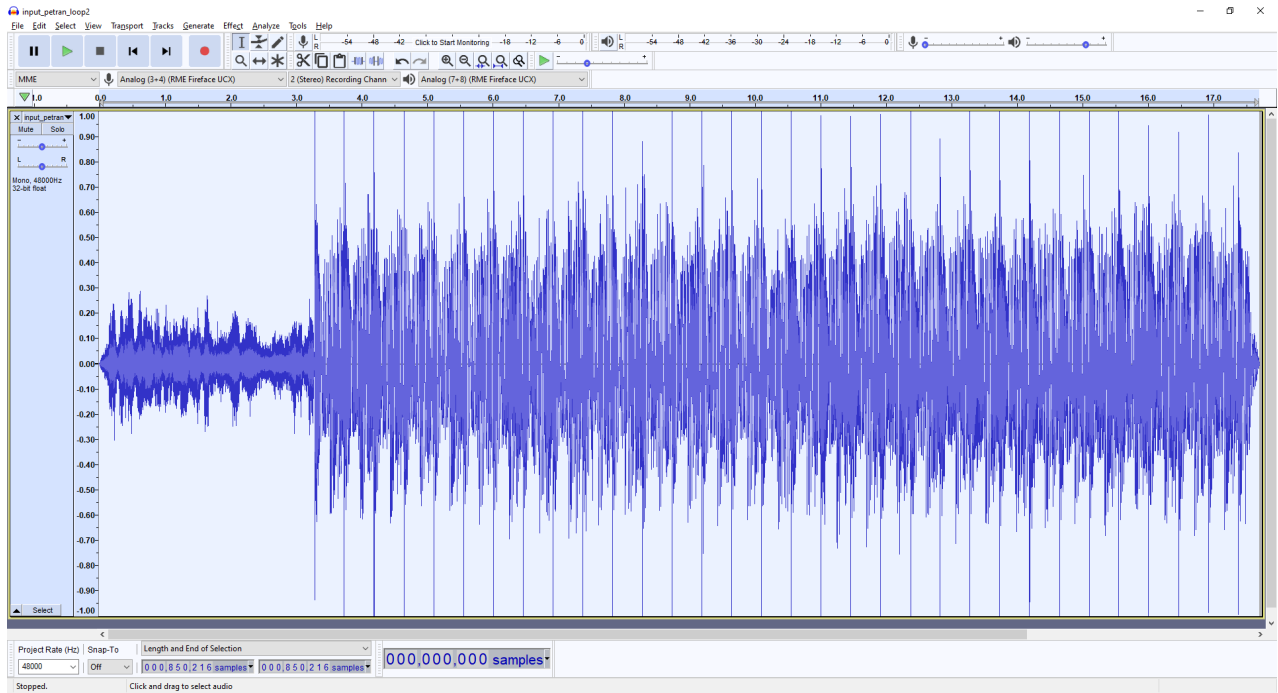 input_petran_loop2
File Edit Select View Transport Tracks Generate Effect Analyze Tools Help
L R -54 -48 -42 Click to Start Monitoring -18 -12 -6 0 L R -54 -48 -42 -36 -30 -24 -18 -12 -6 0 - + - +
- +
MME Analog (3+4) (RME Fireface UCX) 2 (Stereo) Recording Chann Analog (7+8) (RME Fireface UCX)
1.0 0.0 1.0 2.0 3.0 4.0 5.0 6.0 7.0 8.0 9.0 10.0 11.0 12.0 13.0 14.0 15.0 16.0 17.0
X input_petran 1.00
Mute Solo 0.90
- +
L R 0.80
Mono, 48000Hz
32-bit float 0.70
0.60
0.50
0.40
0.30
0.20
0.10
0.00
-0.10
-0.20
-0.30
-0.40
-0.50
-0.60
-0.70
-0.80
-0.90
Select -1.00
Project Rate (Hz) Snap-To Length and End of Selection
48000 Off 000,850,216 samples 000,850,216 samples 000,000,000 samples
Stopped. Click and drag to select audio